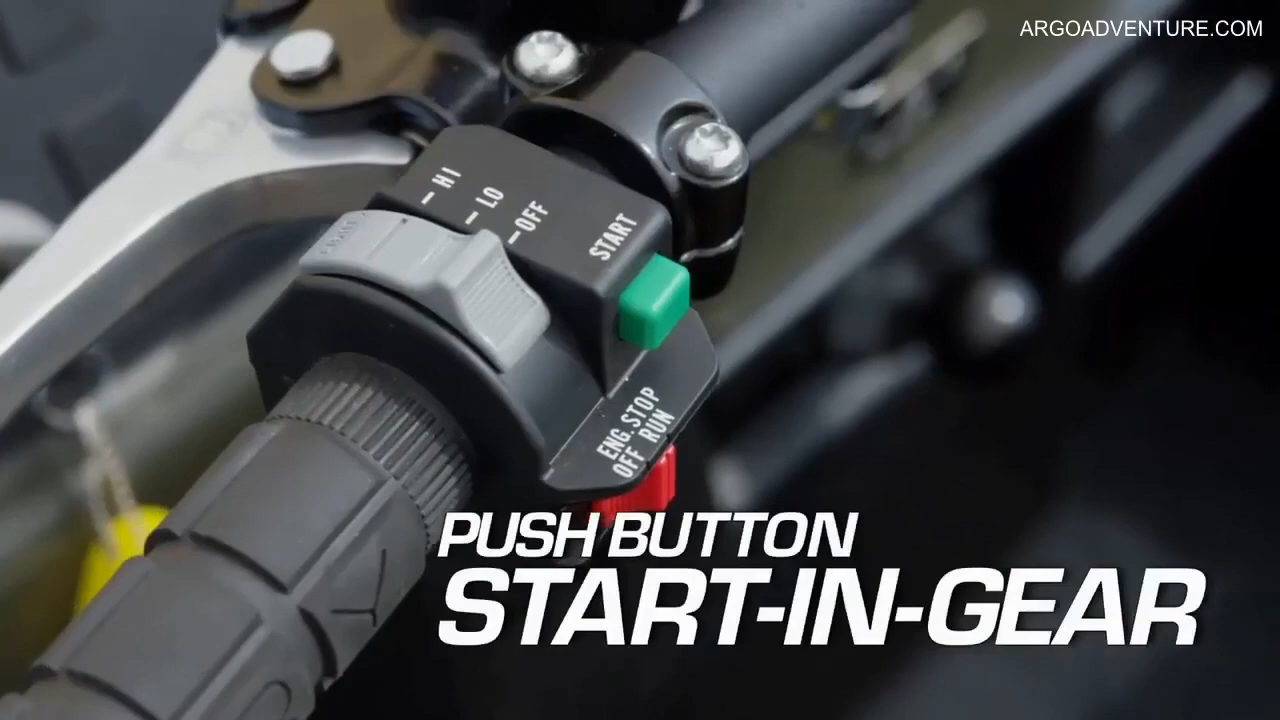 ARGOADVENTURE.COM
HI
LO
OFF
START
ENG. STOP
OFF RUN
PUSH BUTTON
START-IN-GEAR